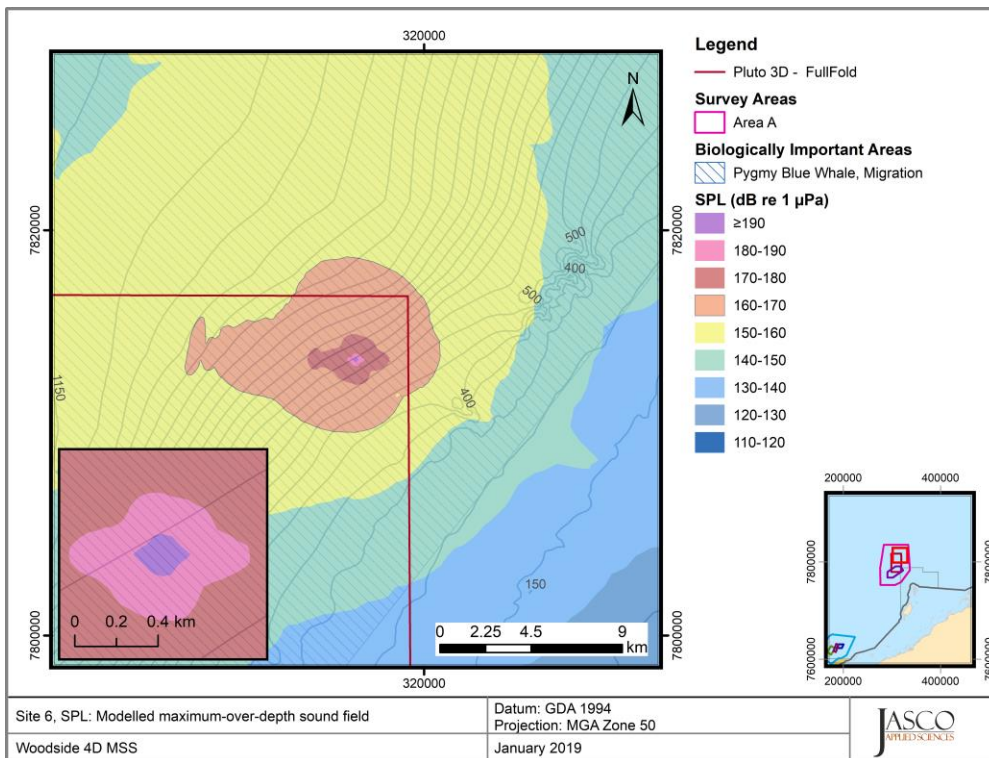 320000
N
7820000
7820000
500
400
500
400
1150
150
7800000
7800000
0 0.2 0.4 km
0 2.25 4.5 9
km
320000
Legend
Pluto 3D - FullFold
Survey Areas
Area A
Biologically Important Areas
Pygmy Blue Whale, Migration
SPL (dB re 1 µPa)
≥190
180-190
170-180
160-170
150-160
140-150
130-140
120-130
110-120
200000 400000
7800000
7800000
7600000
7600000
200000 400000
Site 6, SPL: Modelled maximum-over-depth sound field
Datum: GDA 1994
Projection: MGA Zone 50
Woodside 4D MSS
January 2019
JASCO
APPLIED SCIENCES